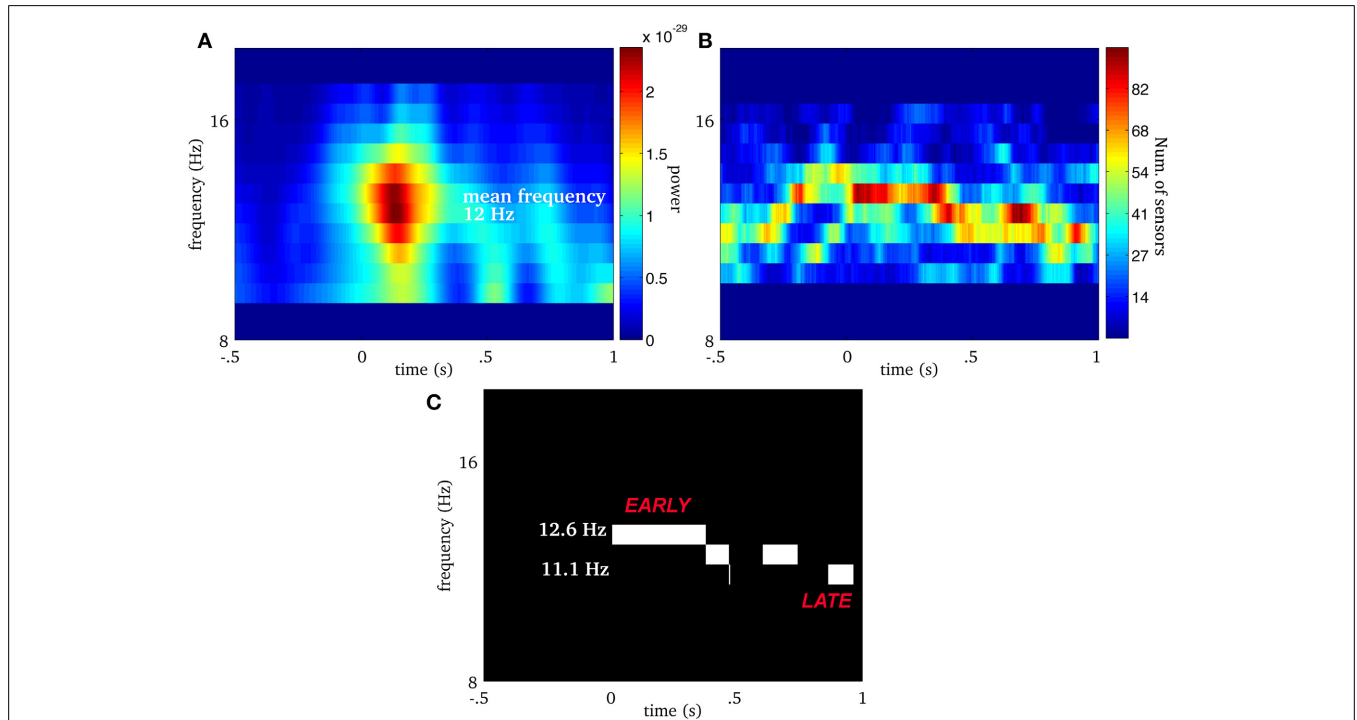 A
x 10^-29
16
8
frequency (Hz)
mean frequency
12 Hz
2
1.5
1
0.5
0
power
-.5 0 .5 1
time (s)
B
16
8
82
68
54
41
27
14
Num. of sensors
-.5 0 .5 1
time (s)
C
16
8
frequency (Hz)
EARLY
12.6 Hz
11.1 Hz
LATE
-.5 0 .5 1
time (s)